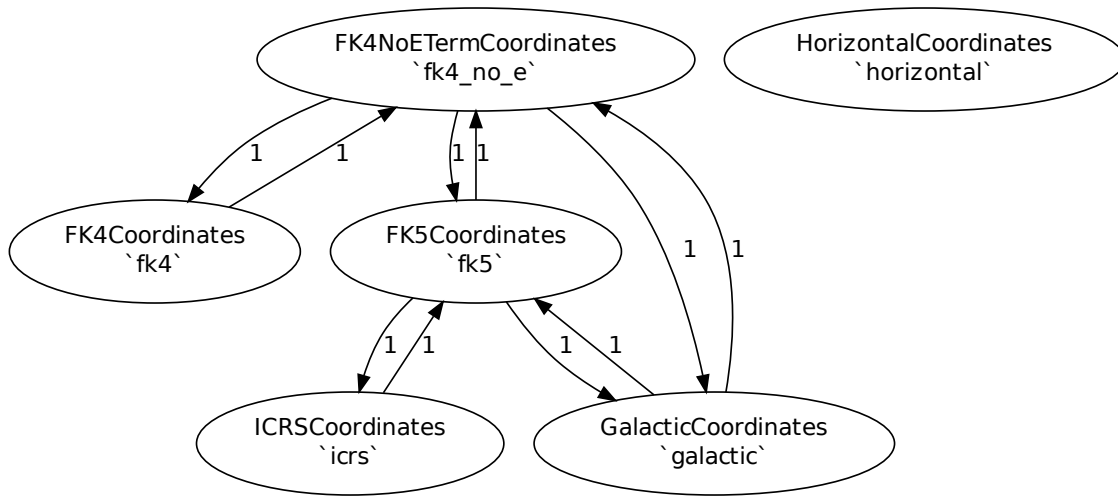 FK4NoETermCoordinates
`fk4_no_e`
HorizontalCoordinates
`horizontal`
1
1
1
1
FK4Coordinates
`fk4`
FK5Coordinates
`fk5`
1
1
1
1
1
1
ICRSCoordinates
`icrs`
GalacticCoordinates
`galactic`